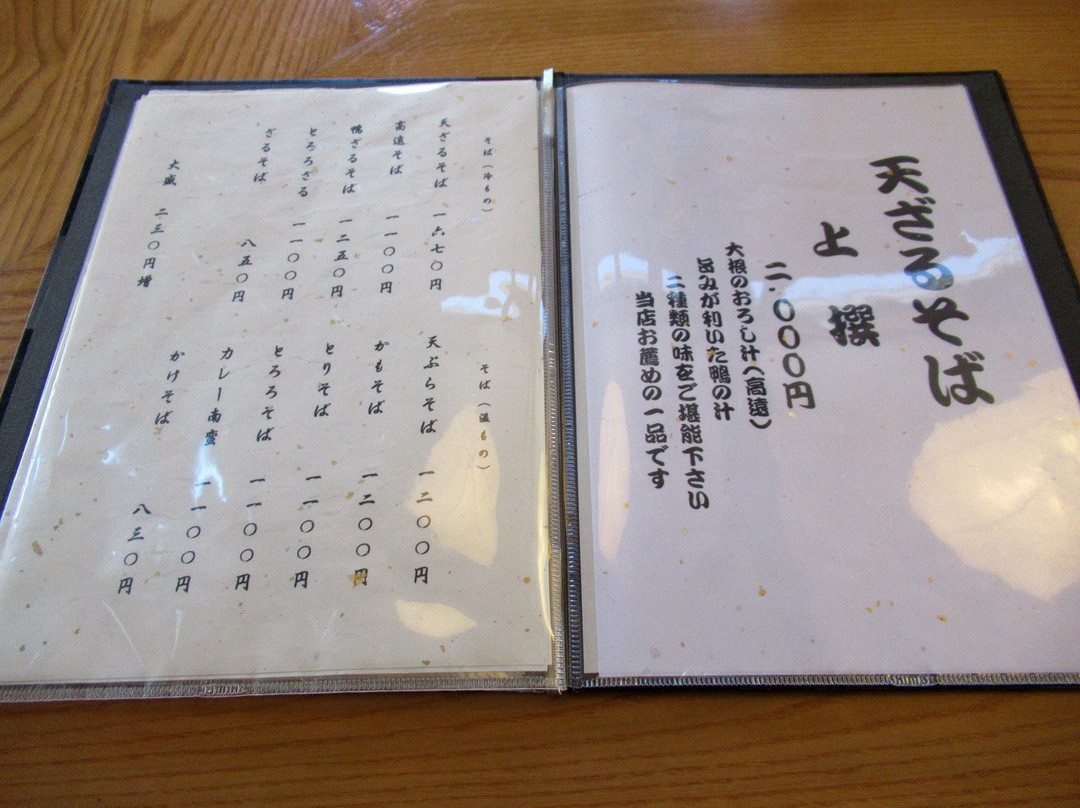 天ざるそば
上撰
二、〇〇〇円
大根のおろし汁(高遠)
旨みが利いた鴨の汁
二種類の味をご堪能下さい
当店お薦めの一品です
そば(冷もの)
天ざるそば 一六七〇円
高遠そば 一一〇〇円
鴨ざるそば 一二五〇円
とろろざる 一一〇〇円
ざるそば 八五〇円
大盛 二三〇円増
そば(温もの)
天ぷらそば 一二〇〇円
かもそば 一二〇〇円
とりそば 一一〇〇円
とろろそば 一一〇〇円
カレー南蛮 一一〇〇円
かけそば 八三〇円